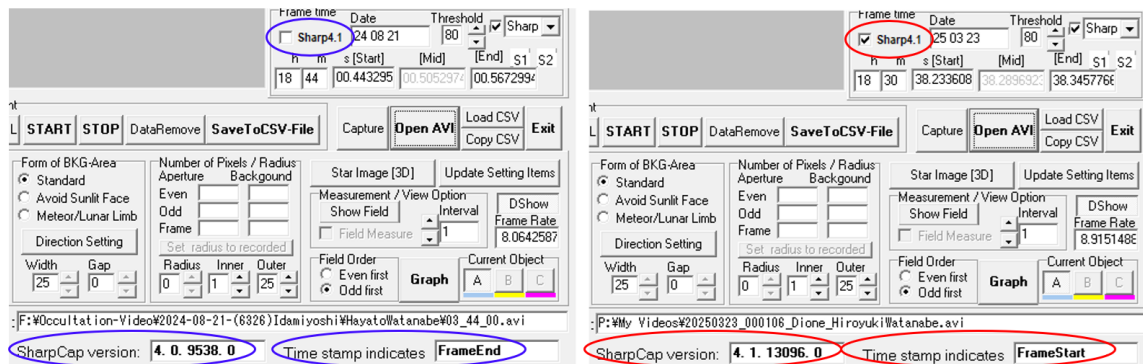 Frame time Date Threshold
Sharp4.1 24 08 21 80 Sharp
h m s [Start] [Mid] [End] S1 S2
18 44 00.443295 00.5052974 00.5672994
START STOP DataRemove SaveToCSV-File Capture Open AVI Load CSV Copy CSV Exit
Form of BKG-Area
Standard
Avoid Sunlit Face
Meteor/Lunar Limb
Direction Setting
Width Gap
25 0
Number of Pixels / Radius
Aperture Backgound
Even
Odd
Frame
Set radius to recorded
Radius Inner Outer
0 1 25
Star Image [3D] Update Setting Items
Measurement / View Option
Show Field Interval
Field Measure 1
DShow
Frame Rate
8.0642587
Field Order
Even first
Odd first
Graph
Current Object
A B C
F:¥Occultation-Video¥2024-08-21-(6326)Idamiyoshi¥HayatoWatanabe¥03_44_00.avi
SharpCap version: 4. 0. 9538. 0 Time stamp indicates FrameEnd
Frame time Date Threshold
Sharp4.1 25 03 23 80 Sharp
h m s [Start] [Mid] [End] S1 S2
18 30 38.233608 38.2896923 38.3457766
START STOP DataRemove SaveToCSV-File Capture Open AVI Load CSV Copy CSV Exit
Form of BKG-Area
Standard
Avoid Sunlit Face
Meteor/Lunar Limb
Direction Setting
Width Gap
25 0
Number of Pixels / Radius
Aperture Backgound
Even
Odd
Frame
Set radius to recorded
Radius Inner Outer
0 1 25
Star Image [3D] Update Setting Items
Measurement / View Option
Show Field Interval
Field Measure 1
DShow
Frame Rate
8.9151488
Field Order
Even first
Odd first
Graph
Current Object
A B C
P:¥My Videos¥20250323_000106_Dione_HiroyukiWatanabe.avi
SharpCap version: 4. 1. 13096. 0 Time stamp indicates FrameStart